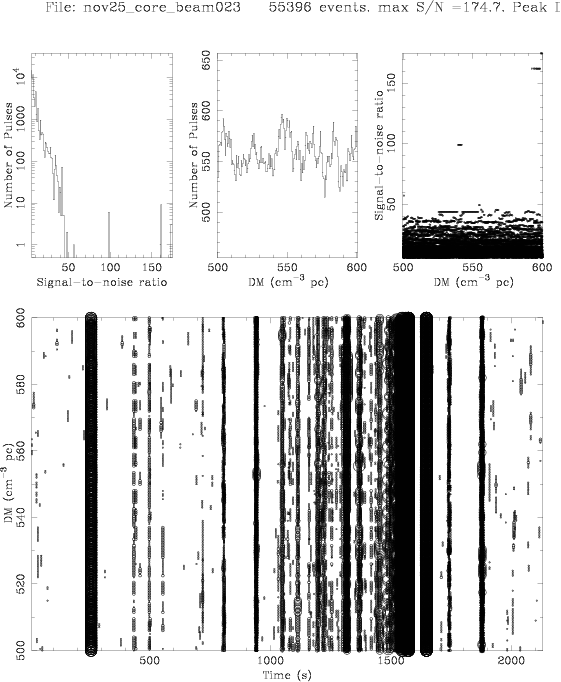 File: nov25_core_beam023 55396 events. max S/N =174.7. Peak
Number of Pulses
1 10 100 1000 10^4
50 100 150
Signal-to-noise ratio
Number of Pulses
500 550 600 650
500 550 600
DM (cm^-3 pc)
Signal-to-noise ratio
50 100 150
500 550 600
DM (cm^-3 pc)
DM (cm^-3 pc)
500 520 540 560 580 600
500 1000 1500 2000
Time (s)